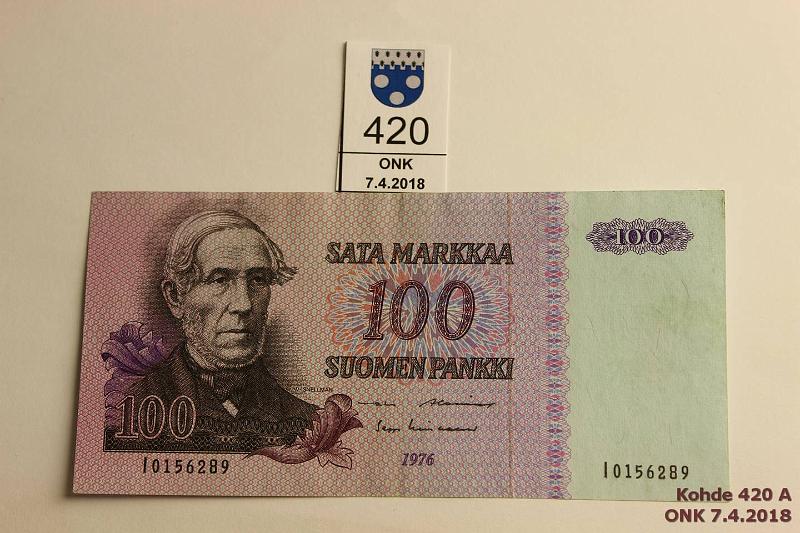 420
ONK
7.4.2018
SATA MARKKAA
100
100
SUOMEN PANKKI
J.V. SNELLMAN
100
1976
I0156289
I0156289
Kohde 420 A
ONK 7.4.2018